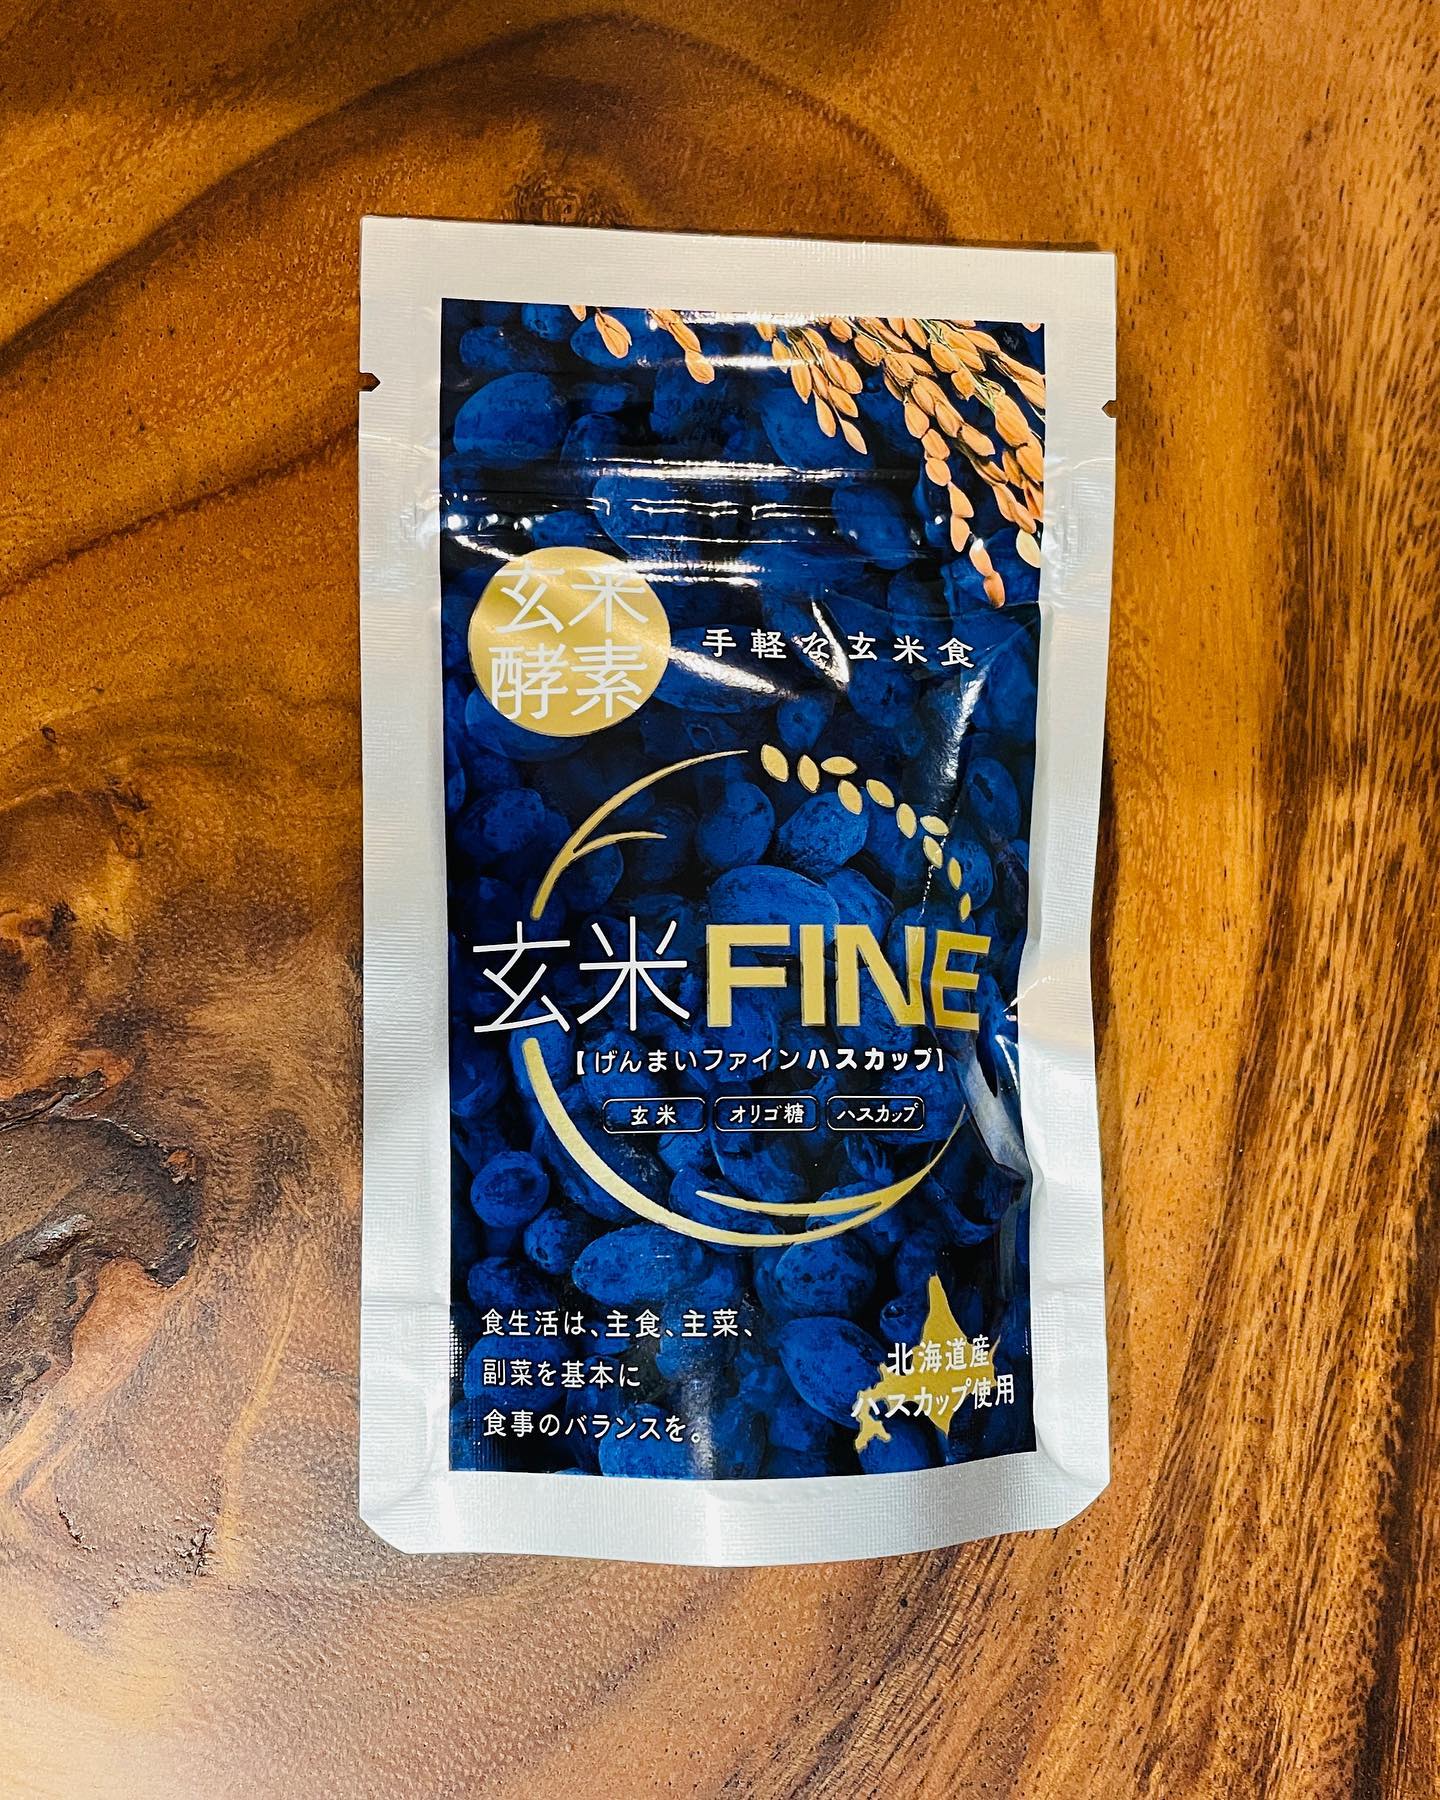 玄米
酵素
手軽な玄米食
玄米FINE
【げんまいファインハスカップ】
玄米 オリゴ糖 ハスカップ
食生活は、主食、主菜、
副菜を基本に
食事のバランスを。
北海道産
ハスカップ使用